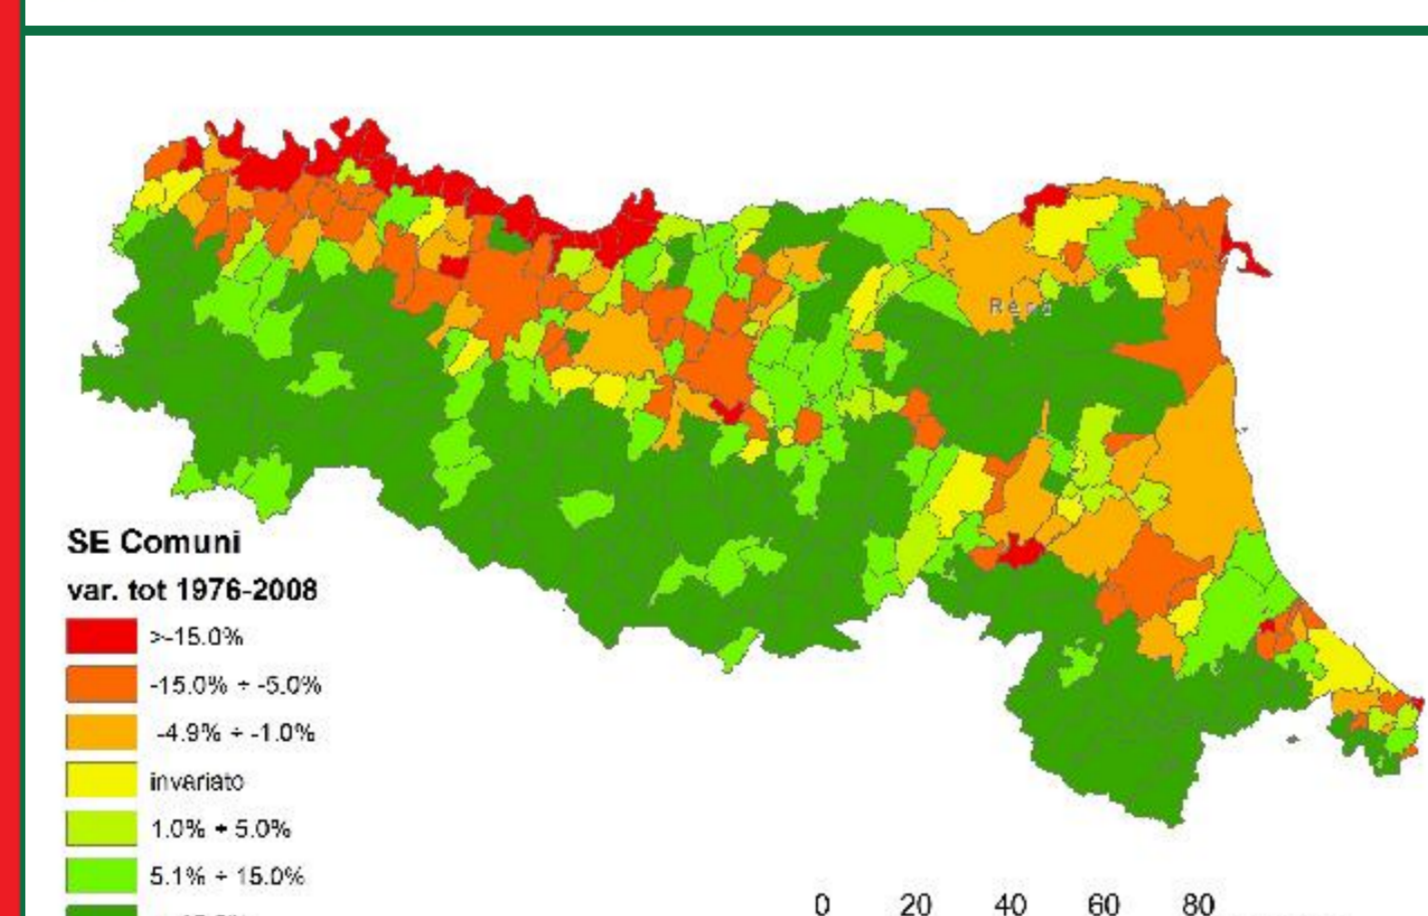 Reno
SE Comuni
var. tot 1976-2008
>-15.0%
-15.0% ÷ -5.0%
-4.9% ÷ -1.0%
invariato
1.0% ÷ 5.0%
5.1% ÷ 15.0%
0 20 40 60 80